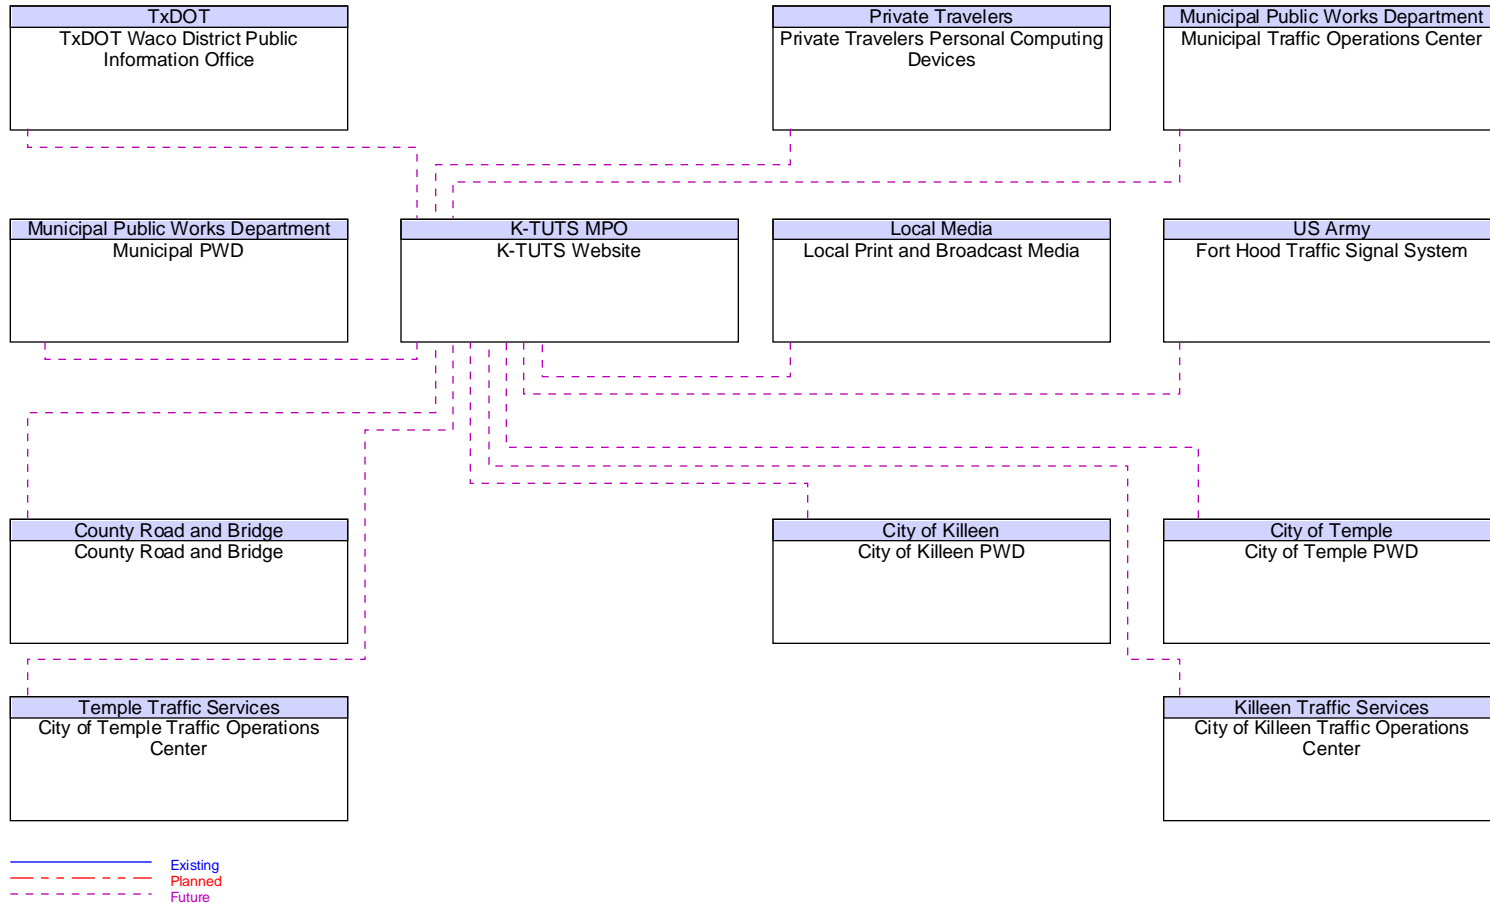 TxDOT
TxDOT Waco District Public
Information Office
Private Travelers
Private Travelers Personal Computing
Devices
Municipal Public Works Department
Municipal Traffic Operations Center
Municipal Public Works Department
Municipal PWD
K-TUTS MPO
K-TUTS Website
Local Media
Local Print and Broadcast Media
US Army
Fort Hood Traffic Signal System
County Road and Bridge
County Road and Bridge
City of Killeen
City of Killeen PWD
City of Temple
City of Temple PWD
Temple Traffic Services
City of Temple Traffic Operations
Center
Killeen Traffic Services
City of Killeen Traffic Operations
Center
Existing
Planned
Future